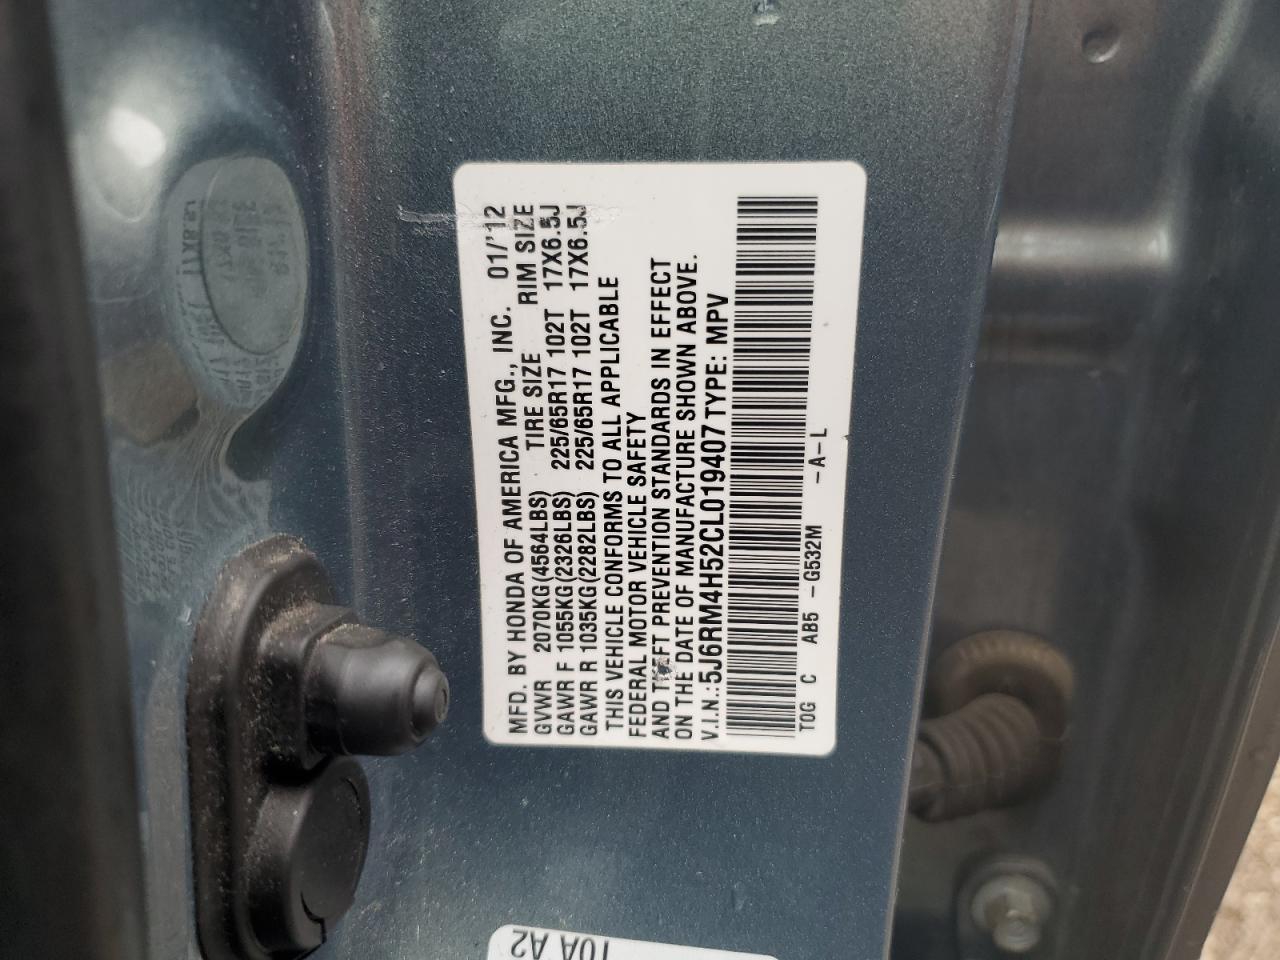 MFD. BY HONDA OF AMERICA MFG., INC. 01/'12
GVWR 2070KG(4564LBS) TIRE SIZE RIM SIZE
GAWR F 1055KG(2326LBS) 225/65R17 102T 17X6.5J
GAWR R 1035KG(2282LBS) 225/65R17 102T 17X6.5J
THIS VEHICLE CONFORMS TO ALL APPLICABLE
FEDERAL MOTOR VEHICLE SAFETY
AND THEFT PREVENTION STANDARDS IN EFFECT
ON THE DATE OF MANUFACTURE SHOWN ABOVE.
V.I.N.: 5J6RM4H52CL019407 TYPE: MPV
TOG C AB5 -G532M -A-L
10A A2